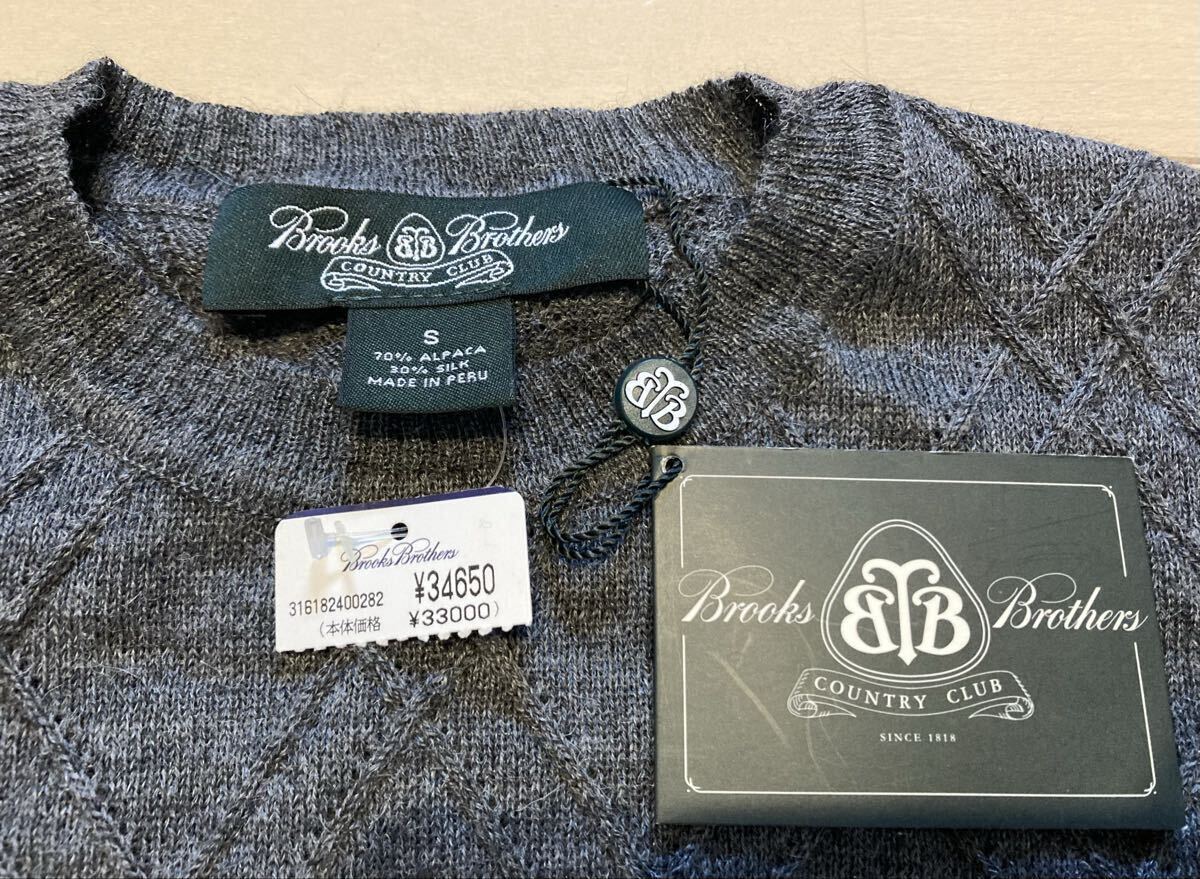 Brooks BB Brothers
COUNTRY CLUB
S
70% ALPACA
30% SILK
MADE IN PERU
BB
Brooks Brothers
¥34650
316182400282
(本体価格 ¥33000)
Brooks BB Brothers
COUNTRY CLUB
SINCE 1818